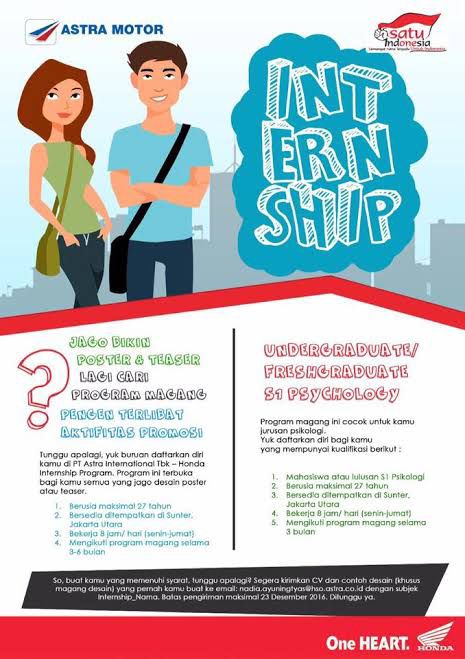 ASTRA MOTOR
satu
Indonesia
INT
ERN
SHIP
JAGO BIKIN
POSTER & TEASER
LAGI CARI
PROGRAM MAGANG
PENGEN TERLIBAT
AKTIFITAS PROMOSI
?
Tunggu apalagi, yuk buruan daftarkan diri
kamu di PT Astra International Tbk – Honda
Internship Program. Program ini terbuka
bagi kamu semua yang jago desain poster
atau teaser.
1. Berusia maksimal 27 tahun
2. Bersedia ditempatkan di Sunter,
Jakarta Utara
3. Bekerja 8 jam/ hari (senin-jumat)
4. Mengikuti program magang selama
3-6 bulan
UNDERGRADUATE/
FRESHGRADUATE
S1 PSYCHOLOGY
Program magang ini cocok untuk kamu
jurusan psikologi.
Yuk daftarkan diri bagi kamu
yang mempunyai kualifikasi berikut :
1. Mahasiswa atau lulusan S1 Psikologi
2. Berusia maksimal 27 tahun
3. Bersedia ditempatkan di Sunter,
Jakarta Utara
4. Bekerja 8 jam/ hari (senin-jumat)
5. Mengikuti program magang selama
3 bulan
So, buat kamu yang memenuhi syarat, tunggu apalagi? Segera kirimkan CV dan contoh desain (khusus
magang desain) yang pernah kamu buat ke email: nadia.ayuningtyas@hso.astra.co.id dengan subjek
Internship_Nama. Batas pengiriman maksimal 23 Desember 2016. Ditunggu ya.
One HEART.
HONDA